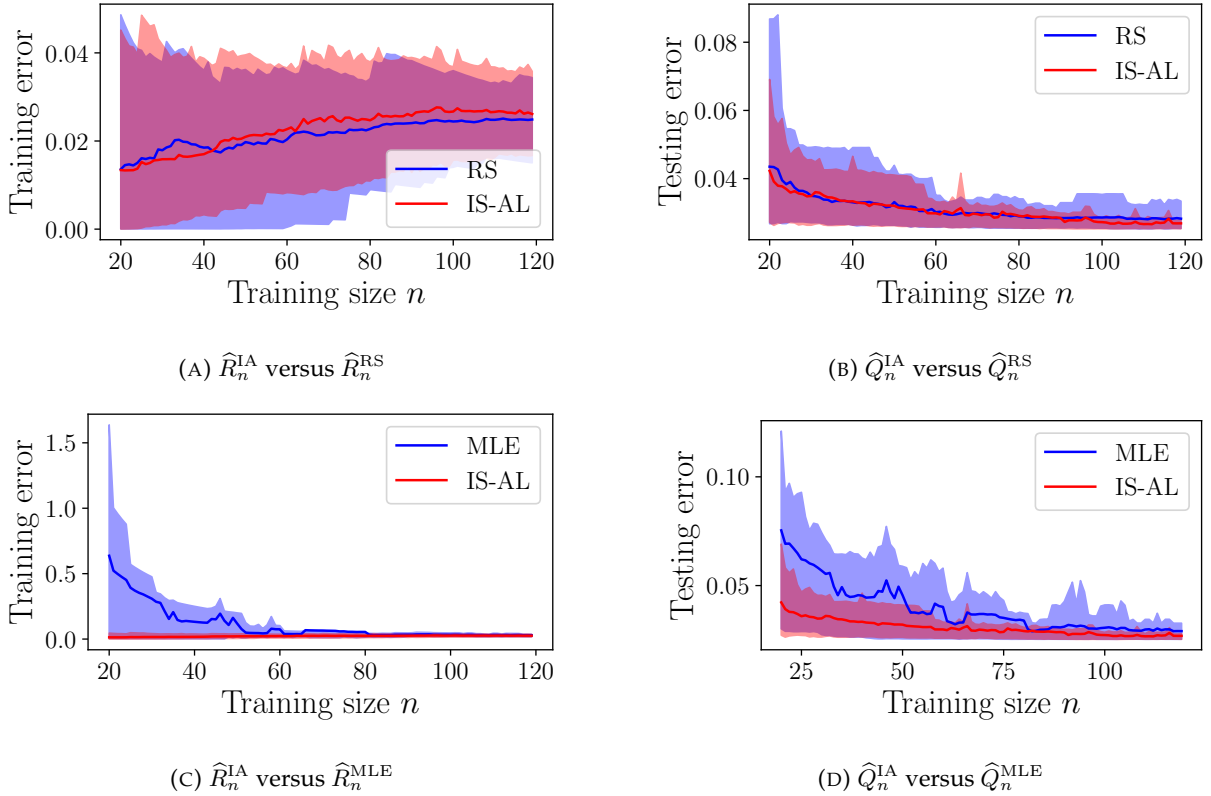 Training error
0.04
0.02
0.00
RS
IS-AL
20 40 60 80 100 120
Training size n
(A) R̂ₙᴵᴬ versus R̂ₙᴿˢ
Testing error
0.08
0.06
0.04
RS
IS-AL
20 40 60 80 100 120
Training size n
(B) Q̂ₙᴵᴬ versus Q̂ₙᴿˢ
Training error
1.5
1.0
0.5
0.0
MLE
IS-AL
20 40 60 80 100 120
Training size n
(C) R̂ₙᴵᴬ versus R̂ₙᴹᴸᴱ
Testing error
0.10
0.05
MLE
IS-AL
25 50 75 100
Training size n
(D) Q̂ₙᴵᴬ versus Q̂ₙᴹᴸᴱ